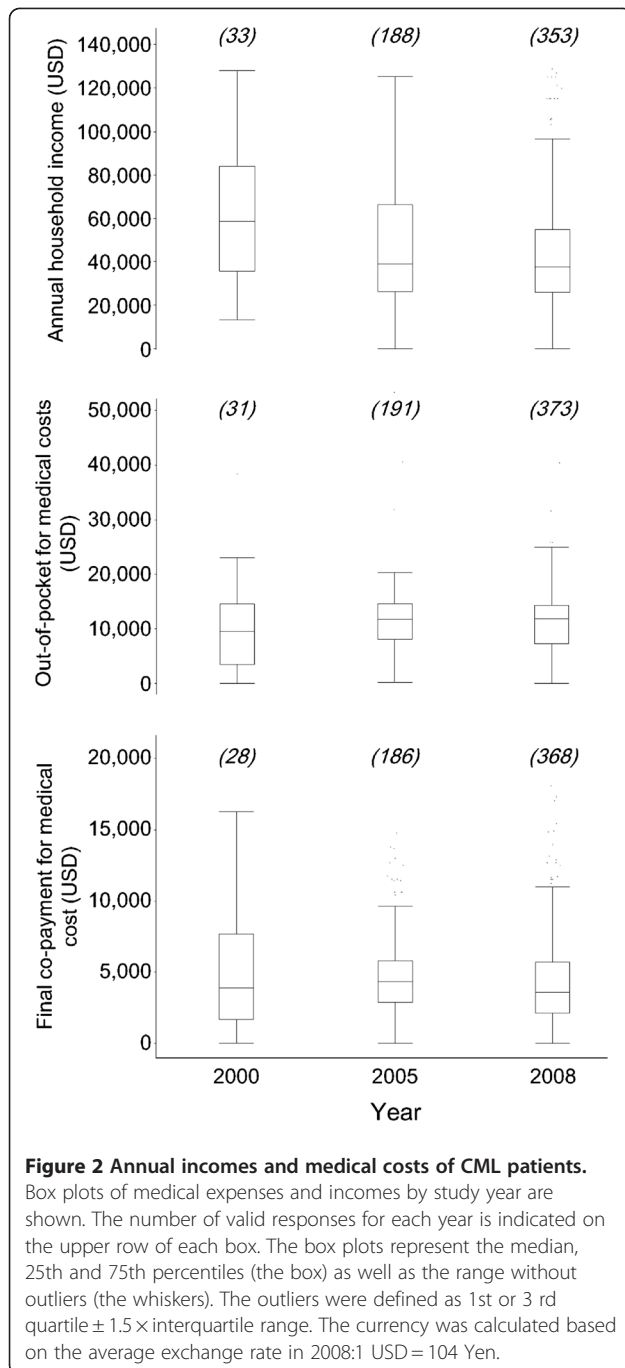 (33) (188) (353)
140,000
120,000
100,000
80,000
60,000
40,000
20,000
0
Annual household income (USD)
(31) (191) (373)
50,000
40,000
30,000
20,000
10,000
0
Out-of-pocket for medical costs
(USD)
(28) (186) (368)
20,000
15,000
10,000
5,000
0
Final co-payment for medical
cost (USD)
2000 2005 2008
Year
Figure 2 Annual incomes and medical costs of CML patients.
Box plots of medical expenses and incomes by study year are
shown. The number of valid responses for each year is indicated on
the upper row of each box. The box plots represent the median,
25th and 75th percentiles (the box) as well as the range without
outliers (the whiskers). The outliers were defined as 1st or 3 rd
quartile ± 1.5 × interquartile range. The currency was calculated based
on the average exchange rate in 2008:1 USD = 104 Yen.